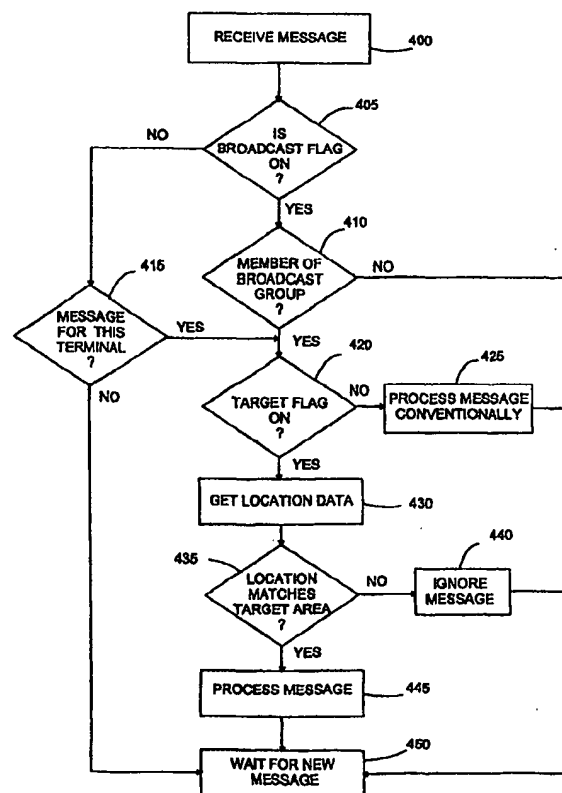 RECEIVE MESSAGE
400
405
NO
IS
BROADCAST FLAG
ON
?
YES
410
MEMBER OF
BROADCAST
GROUP
?
NO
415
MESSAGE
FOR THIS
TERMINAL
?
YES
YES
420
425
NO
TARGET FLAG
ON
?
NO
PROCESS MESSAGE
CONVENTIONALLY
YES
GET LOCATION DATA
430
435
440
LOCATION
MATCHES
TARGET AREA
?
NO
IGNORE
MESSAGE
YES
PROCESS MESSAGE
445
450
WAIT FOR NEW
MESSAGE